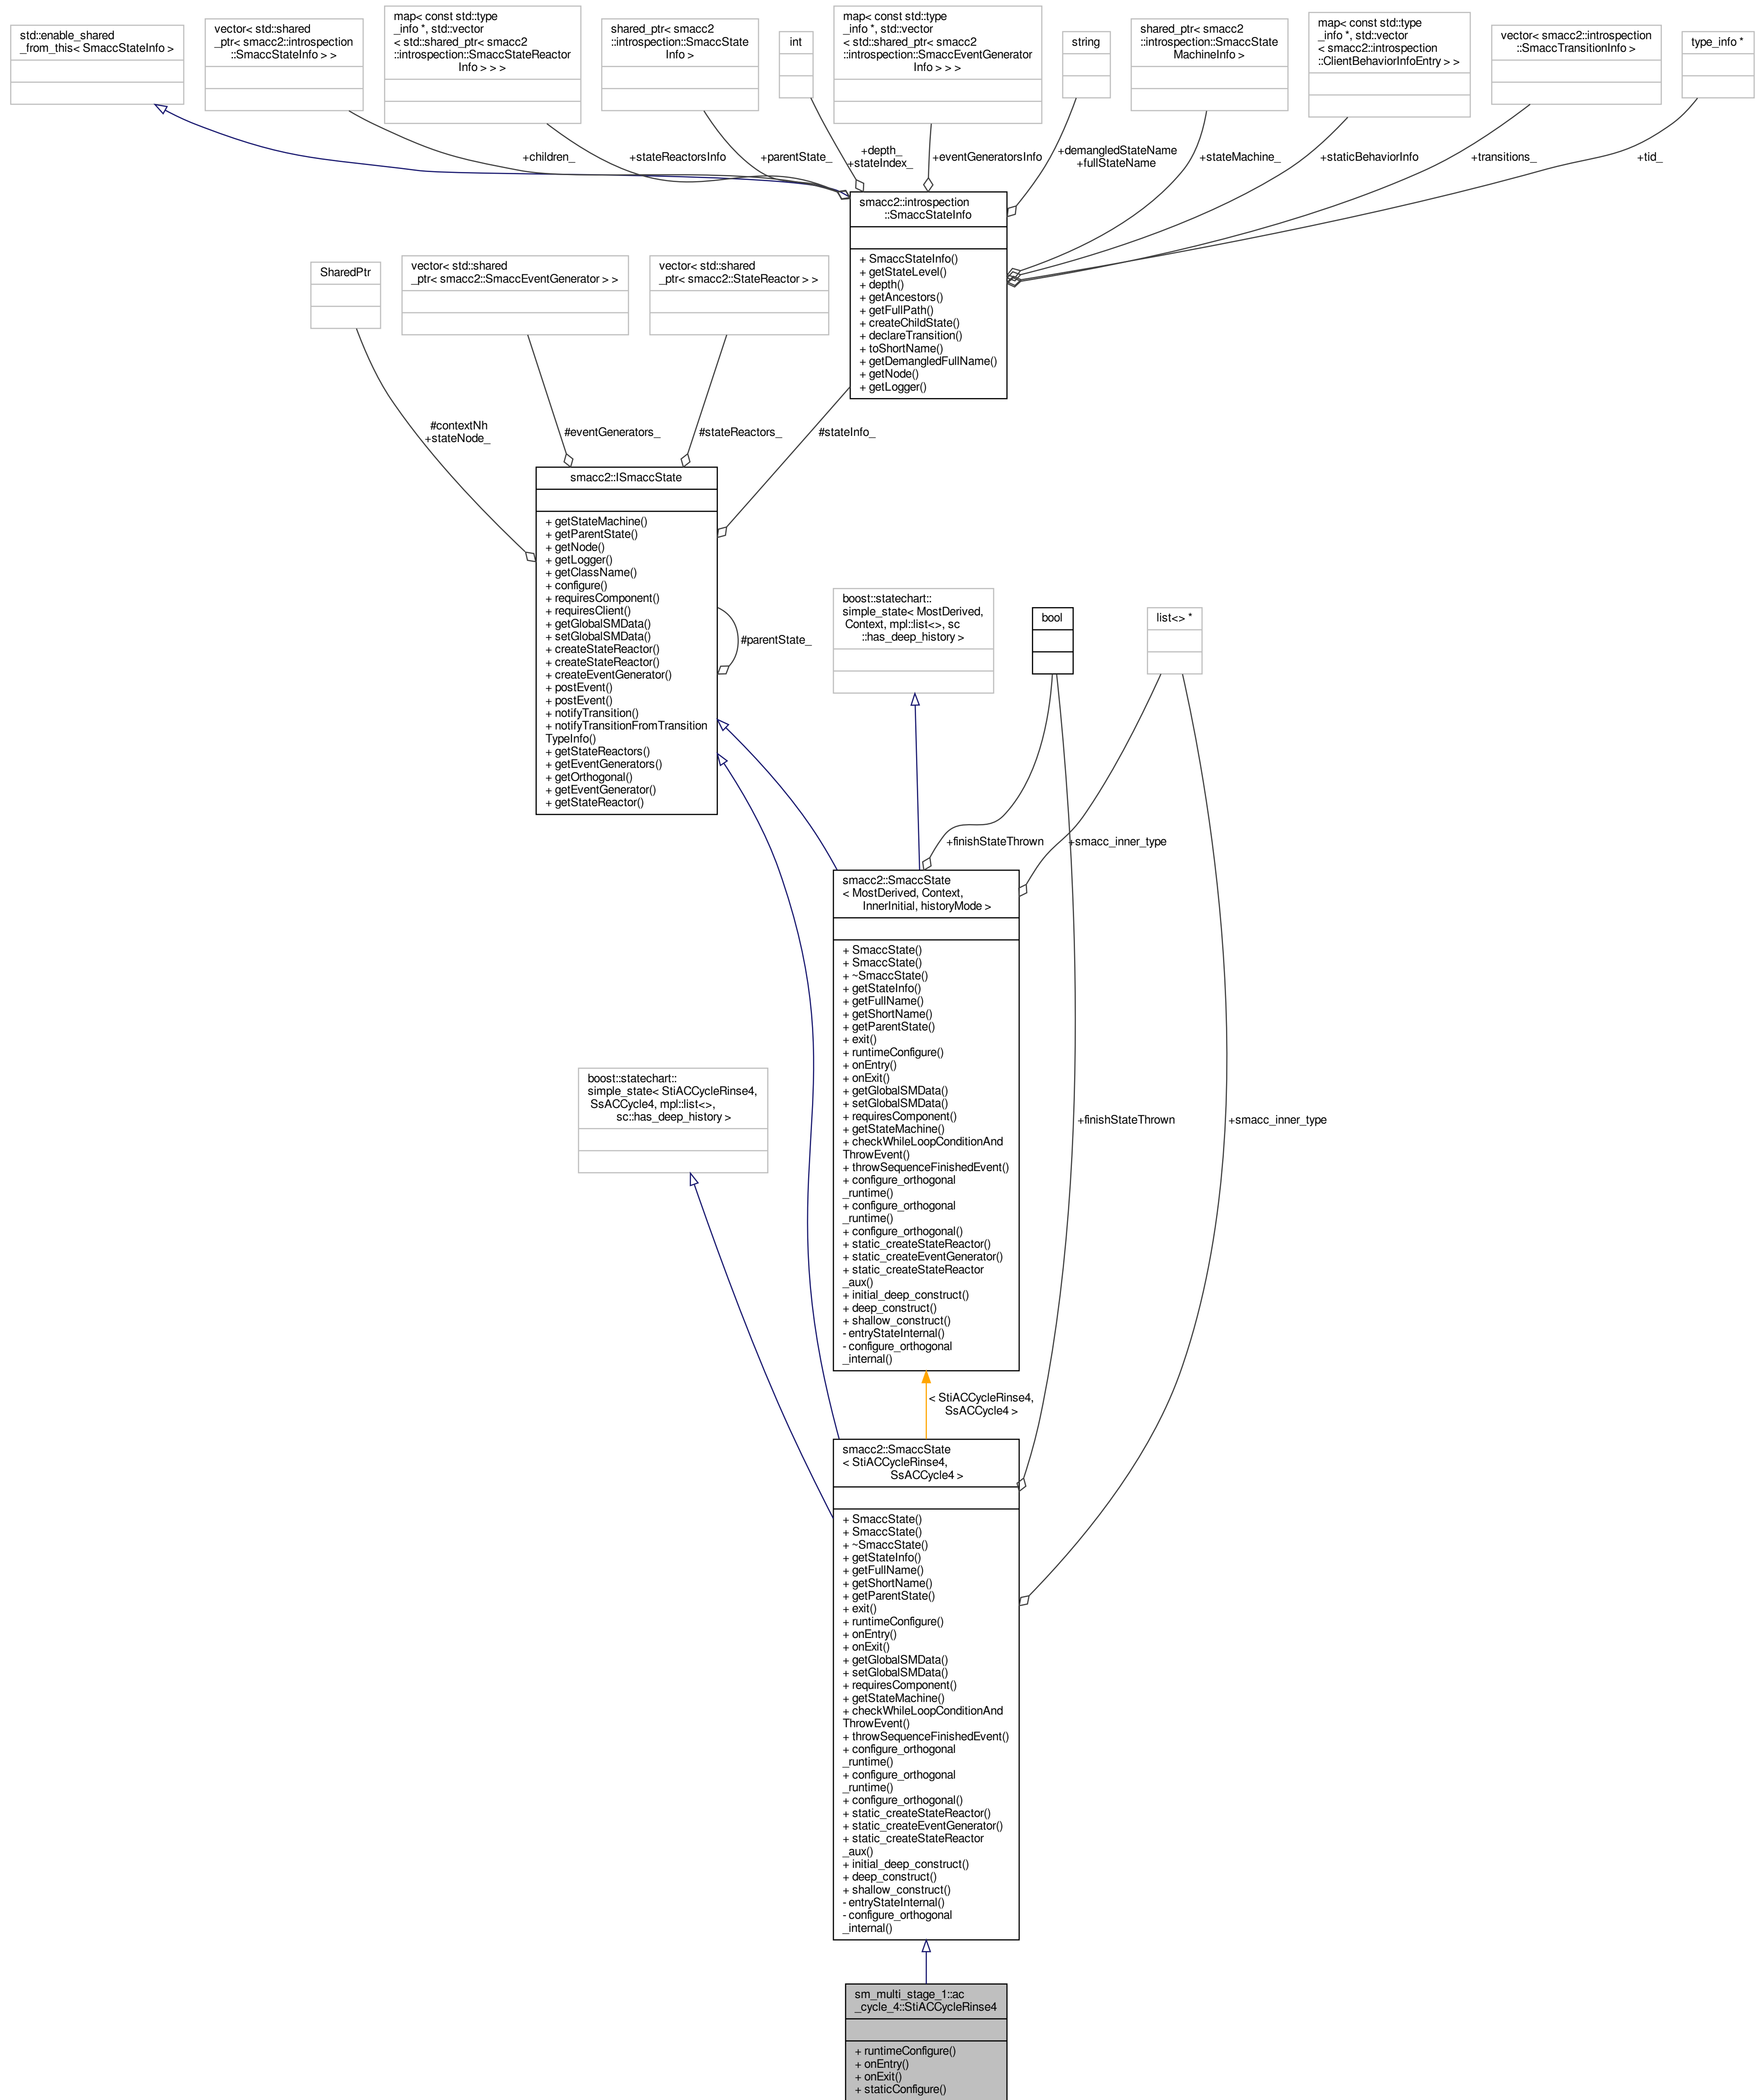 std::enable_shared
_from_this< SmaccStateInfo >
vector< std::shared
_ptr< smacc2::introspection
::SmaccStateInfo > >
map< const std::type
_info *, std::vector
< std::shared_ptr< smacc2
::introspection::SmaccStateReactor
Info > > >
shared_ptr< smacc2
::introspection::SmaccState
Info >
int
map< const std::type
_info *, std::vector
< std::shared_ptr< smacc2
::introspection::SmaccEventGenerator
Info > > >
string
shared_ptr< smacc2
::introspection::SmaccState
MachineInfo >
map< const std::type
_info *, std::vector
< smacc2::introspection
::ClientBehaviorInfoEntry > >
vector< smacc2::introspection
::SmaccTransitionInfo >
type_info *
+children_
+stateReactorsInfo
+parentState_
+depth_
+stateIndex_
+eventGeneratorsInfo
+demangledStateName
+fullStateName
+stateMachine_
+staticBehaviorInfo
+transitions_
+tid_
smacc2::introspection
::SmaccStateInfo
+ SmaccStateInfo()
+ getStateLevel()
+ depth()
+ getAncestors()
+ getFullPath()
+ createChildState()
+ declareTransition()
+ toShortName()
+ getDemangledFullName()
+ getNode()
+ getLogger()
SharedPtr
vector< std::shared
_ptr< smacc2::SmaccEventGenerator > >
vector< std::shared
_ptr< smacc2::StateReactor > >
#contextNh
+stateNode_
#eventGenerators_
#stateReactors_
#stateInfo_
smacc2::ISmaccState
+ getStateMachine()
+ getParentState()
+ getNode()
+ getLogger()
+ getClassName()
+ configure()
+ requiresComponent()
+ requiresClient()
+ getGlobalSMData()
+ setGlobalSMData()
+ createStateReactor()
+ createStateReactor()
+ createEventGenerator()
+ postEvent()
+ postEvent()
+ notifyTransition()
+ notifyTransitionFromTransition
TypeInfo()
+ getStateReactors()
+ getEventGenerators()
+ getOrthogonal()
+ getEventGenerator()
+ getStateReactor()
#parentState_
boost::statechart::
simple_state< MostDerived,
Context, mpl::list<>, sc
::has_deep_history >
bool
list<> *
+finishStateThrown
+smacc_inner_type
smacc2::SmaccState
< MostDerived, Context,
InnerInitial, historyMode >
+ SmaccState()
+ SmaccState()
+ ~SmaccState()
+ getStateInfo()
+ getFullName()
+ getShortName()
+ getParentState()
+ exit()
+ runtimeConfigure()
+ onEntry()
+ onExit()
+ getGlobalSMData()
+ setGlobalSMData()
+ requiresComponent()
+ getStateMachine()
+ checkWhileLoopConditionAnd
ThrowEvent()
+ throwSequenceFinishedEvent()
+ configure_orthogonal
_runtime()
+ configure_orthogonal
_runtime()
+ configure_orthogonal()
+ static_createStateReactor()
+ static_createEventGenerator()
+ static_createStateReactor
_aux()
+ initial_deep_construct()
+ deep_construct()
+ shallow_construct()
- entryStateInternal()
- configure_orthogonal
_internal()
boost::statechart::
simple_state< StiACCycleRinse4,
SsACCycle4, mpl::list<>,
sc::has_deep_history >
+finishStateThrown
+smacc_inner_type
< StiACCycleRinse4,
SsACCycle4 >
smacc2::SmaccState
< StiACCycleRinse4,
SsACCycle4 >
+ SmaccState()
+ SmaccState()
+ ~SmaccState()
+ getStateInfo()
+ getFullName()
+ getShortName()
+ getParentState()
+ exit()
+ runtimeConfigure()
+ onEntry()
+ onExit()
+ getGlobalSMData()
+ setGlobalSMData()
+ requiresComponent()
+ getStateMachine()
+ checkWhileLoopConditionAnd
ThrowEvent()
+ throwSequenceFinishedEvent()
+ configure_orthogonal
_runtime()
+ configure_orthogonal
_runtime()
+ configure_orthogonal()
+ static_createStateReactor()
+ static_createEventGenerator()
+ static_createStateReactor
_aux()
+ initial_deep_construct()
+ deep_construct()
+ shallow_construct()
- entryStateInternal()
- configure_orthogonal
_internal()
sm_multi_stage_1::ac
_cycle_4::StiACCycleRinse4
+ runtimeConfigure()
+ onEntry()
+ onExit()
+ staticConfigure()